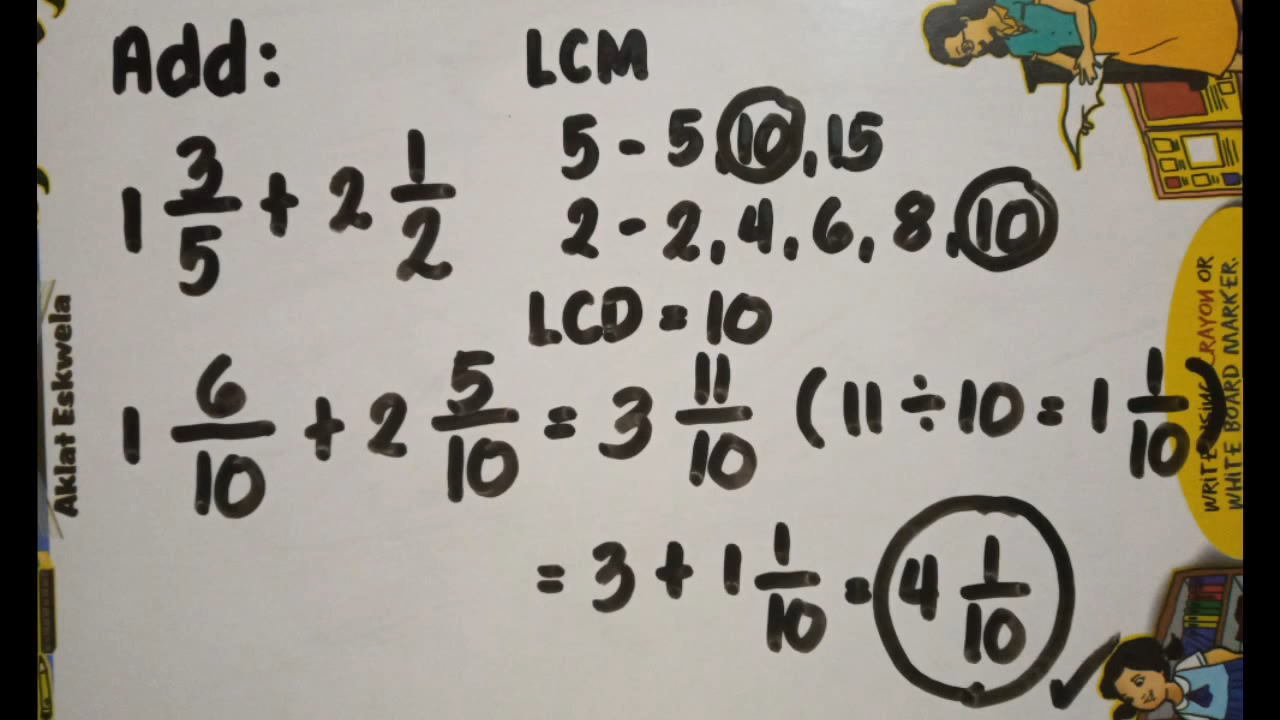 Add:
LCM
1 3/5 + 2 1/2
5 - 5, 10, 15
2 - 2, 4, 6, 8, 10
LCD = 10
1 6/10 + 2 5/10 = 3 11/10 (11 ÷ 10 = 1 1/10)
= 3 + 1 1/10 = 4 1/10
Aklat Eskwela
CRAYON OR
WHITE BOARD MARKER.